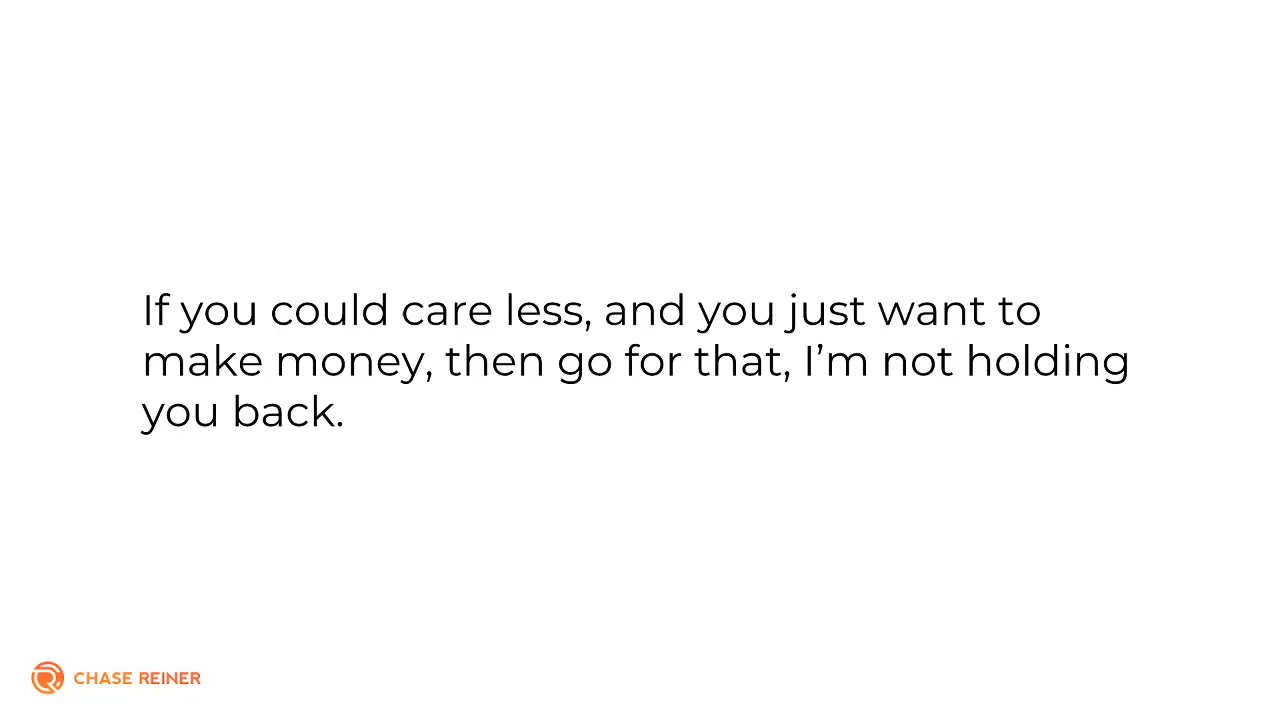 If you could care less, and you just want to
make money, then go for that, I’m not holding
you back.
CHASE REINER